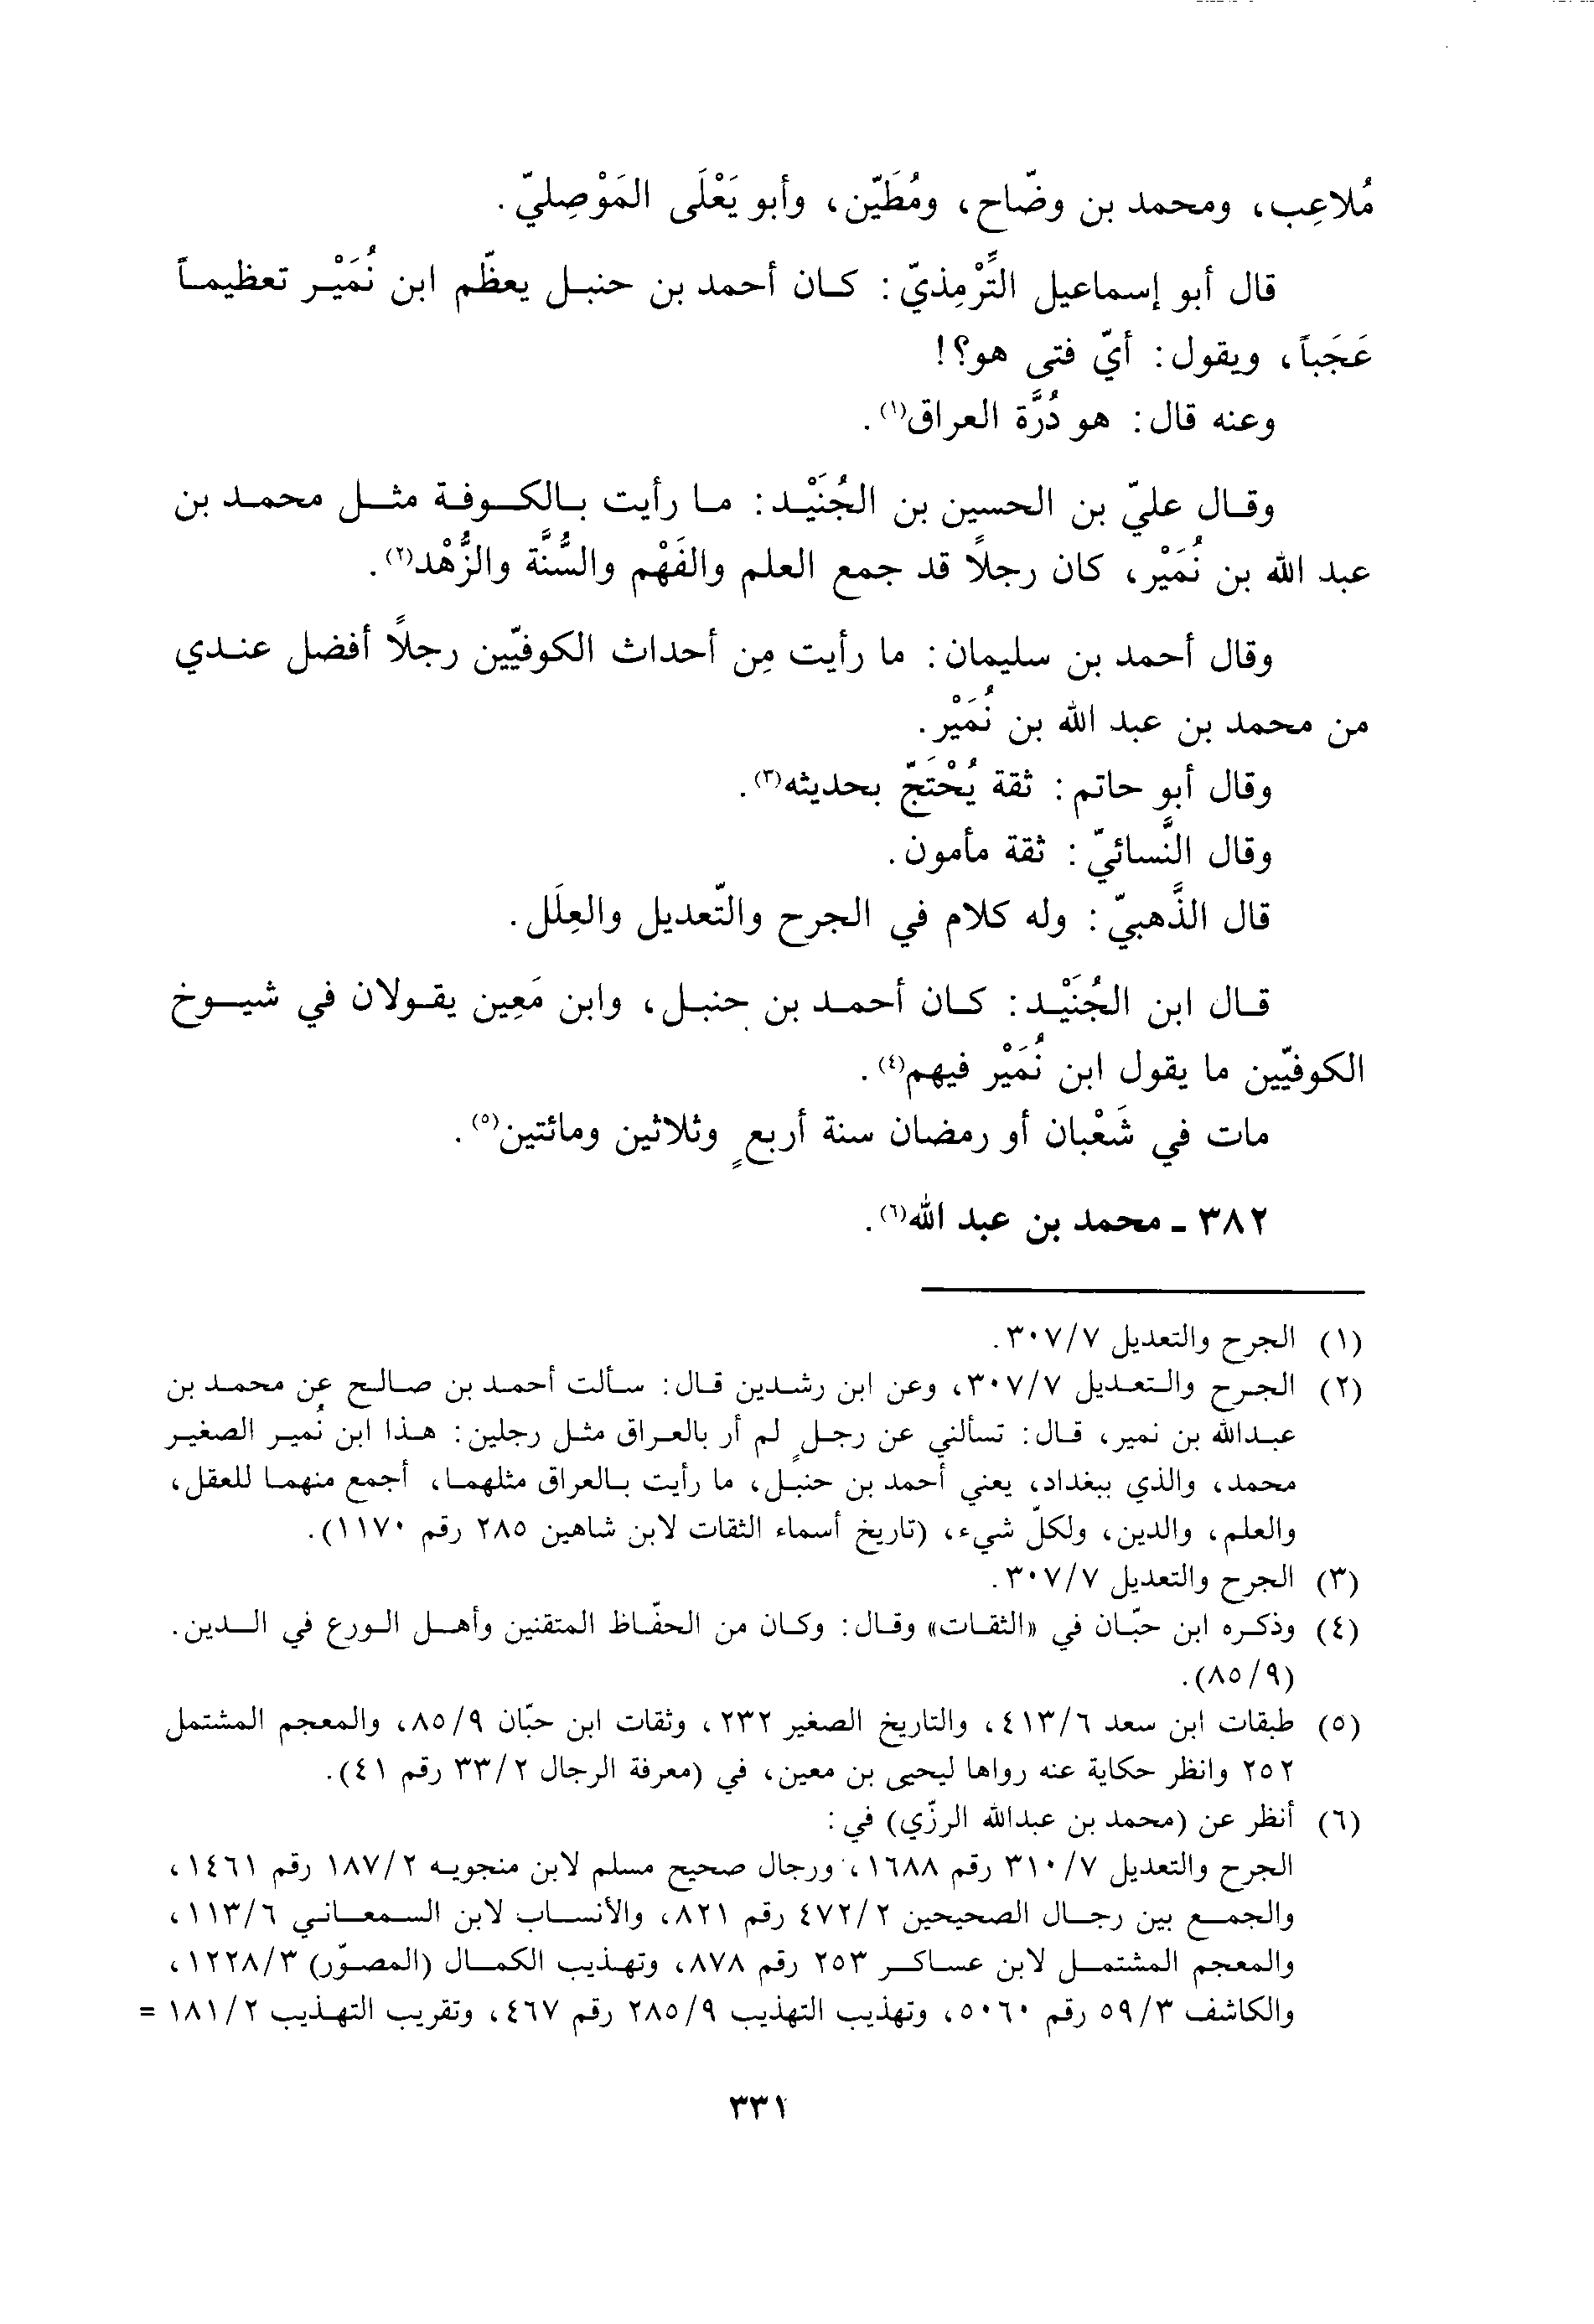 مُلاعِب، ومحمد بن وضّاح، ومُطَيّن، وأبو يَعْلَى المَوْصِليّ.
قال أبو إسماعيل التِّرْمِذيّ: كان أحمد بن حنبل يعظّم ابن نُمَيْر تعظيماً
عَجَباً، ويقول: أيّ فتى هو؟!
وعنه قال: هو دُرَّة العراق(١).
وقال عليّ بن الحسين بن الجُنَيْد: ما رأيت بالكوفة مثل محمد بن
عبد الله بن نُمَيْر، كان رجلاً قد جمع العلم والفَهْم والسُّنَّة والزُّهْد(٢).
وقال أحمد بن سليمان: ما رأيت مِن أحداث الكوفيّين رجلاً أفضل عندي
من محمد بن عبد الله بن نُمَيْر.
وقال أبو حاتم: ثقة يُحْتَجّ بحديثه(٣).
وقال النَّسائيّ: ثقة مأمون.
قال الذَّهبيّ: وله كلام في الجرح والتّعديل والعِلَل.
قال ابن الجُنَيْد: كان أحمد بن حنبل، وابن مَعِين يقولان في شيوخ
الكوفيّين ما يقول ابن نُمَيْر فيهم(٤).
مات في شَعْبان أو رمضان سنة أربعٍ وثلاثين ومائتين(٥).
٣٨٢ ـ محمد بن عبد الله(٦).
(١) الجرح والتعديل ٣٠٧/٧.
(٢) الجرح والتعديل ٣٠٧/٧، وعن ابن رشدين قال: سألت أحمد بن صالح عن محمد بن
عبدالله بن نمير، قال: تسألني عن رجلٍ لم أر بالعراق مثل رجلين: هذا ابن نُمير الصغير
محمد، والذي ببغداد، يعني أحمد بن حنبل، ما رأيت بالعراق مثلهما، أجمع منهما للعقل،
والعلم، والدين، ولكلّ شيء، (تاريخ أسماء الثقات لابن شاهين ٢٨٥ رقم ١١٧٠).
(٣) الجرح والتعديل ٣٠٧/٧.
(٤) وذكره ابن حبّان في «الثقات» وقال: وكان من الحفّاظ المتقنين وأهل الورع في الدين.
(٨٥/٩).
(٥) طبقات ابن سعد ٤١٣/٦، والتاريخ الصغير ٢٣٢، وثقات ابن حبّان ٨٥/٩، والمعجم المشتمل
٢٥٢ وانظر حكاية عنه رواها ليحيى بن معين، في (معرفة الرجال ٣٣/٢ رقم ٤١).
(٦) أنظر عن (محمد بن عبدالله الرزّي) في:
الجرح والتعديل ٣١٠/٧ رقم ١٦٨٨، ورجال صحيح مسلم لابن منجويه ١٨٧/٢ رقم ١٤٦١،
والجمع بين رجال الصحيحين ٤٧٢/٢ رقم ٨٢١، والأنساب لابن السمعاني ١١٣/٦،
والمعجم المشتمل لابن عساكر ٢٥٣ رقم ٨٧٨، وتهذيب الكمال (المصوّر) ١٢٢٨/٣،
والكاشف ٥٩/٣ رقم ٥٠٦٠، وتهذيب التهذيب ٢٨٥/٩ رقم ٤٦٧، وتقريب التهذيب ١٨١/٢ =
٣٣١